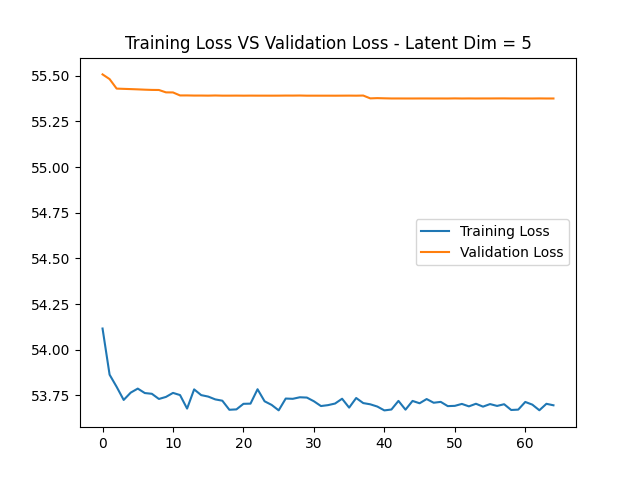 Training Loss VS Validation Loss - Latent Dim = 5
55.50
55.25
55.00
54.75
54.50
54.25
54.00
53.75
Training Loss
Validation Loss
0 10 20 30 40 50 60